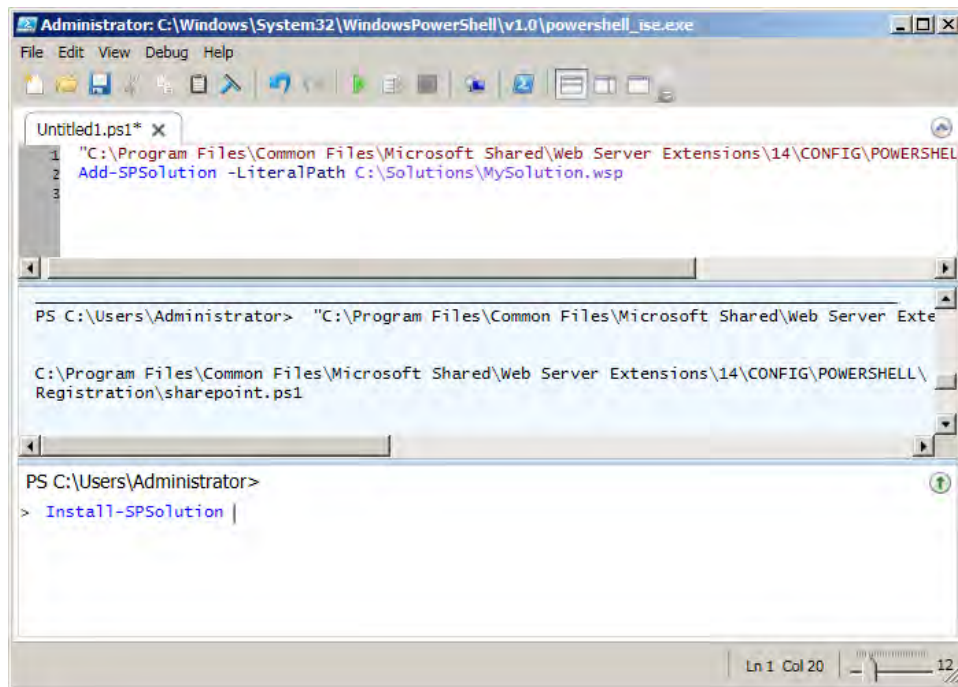 Administrator: C:\Windows\System32\WindowsPowerShell\v1.0\powershell_ise.exe
File Edit View Debug Help
Untitled1.ps1* X
1 "C:\Program Files\Common Files\Microsoft Shared\Web Server Extensions\14\CONFIG\POWERSHEL
2 Add-SPSolution -LiteralPath C:\Solutions\MySolution.wsp
3
PS C:\Users\Administrator> "C:\Program Files\Common Files\Microsoft Shared\Web Server Exte
C:\Program Files\Common Files\Microsoft Shared\Web Server Extensions\14\CONFIG\POWERSHELL\
Registration\sharepoint.ps1
PS C:\Users\Administrator>
> Install-SPSolution
Ln 1 Col 20 12